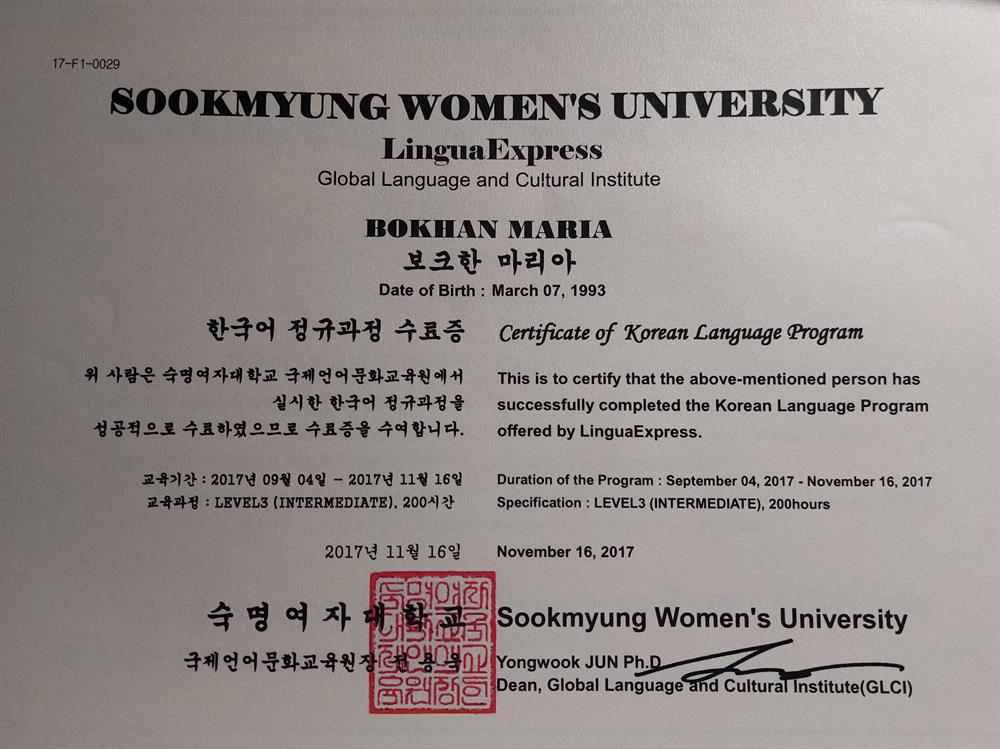 17-F1-0029
SOOKMYUNG WOMEN'S UNIVERSITY
LinguaExpress
Global Language and Cultural Institute
BOKHAN MARIA
보크한 마리아
Date of Birth : March 07, 1993
한국어 정규과정 수료증
위 사람은 숙명여자대학교 국제언어문화교육원에서
실시한 한국어 정규과정을
성공적으로 수료하였으므로 수료증을 수여합니다.
교육기간 : 2017년 09월 04일 - 2017년 11월 16일
교육과정 : LEVEL3 (INTERMEDIATE), 200시간
2017년 11월 16일
숙명여자대학교
국제언어문화교육원장 전용욱
Certificate of Korean Language Program
This is to certify that the above-mentioned person has
successfully completed the Korean Language Program
offered by LinguaExpress.
Duration of the Program : September 04, 2017 - November 16, 2017
Specification : LEVEL3 (INTERMEDIATE), 200hours
November 16, 2017
Sookmyung Women's University
Yongwook JUN Ph.D
Dean, Global Language and Cultural Institute(GLCI)